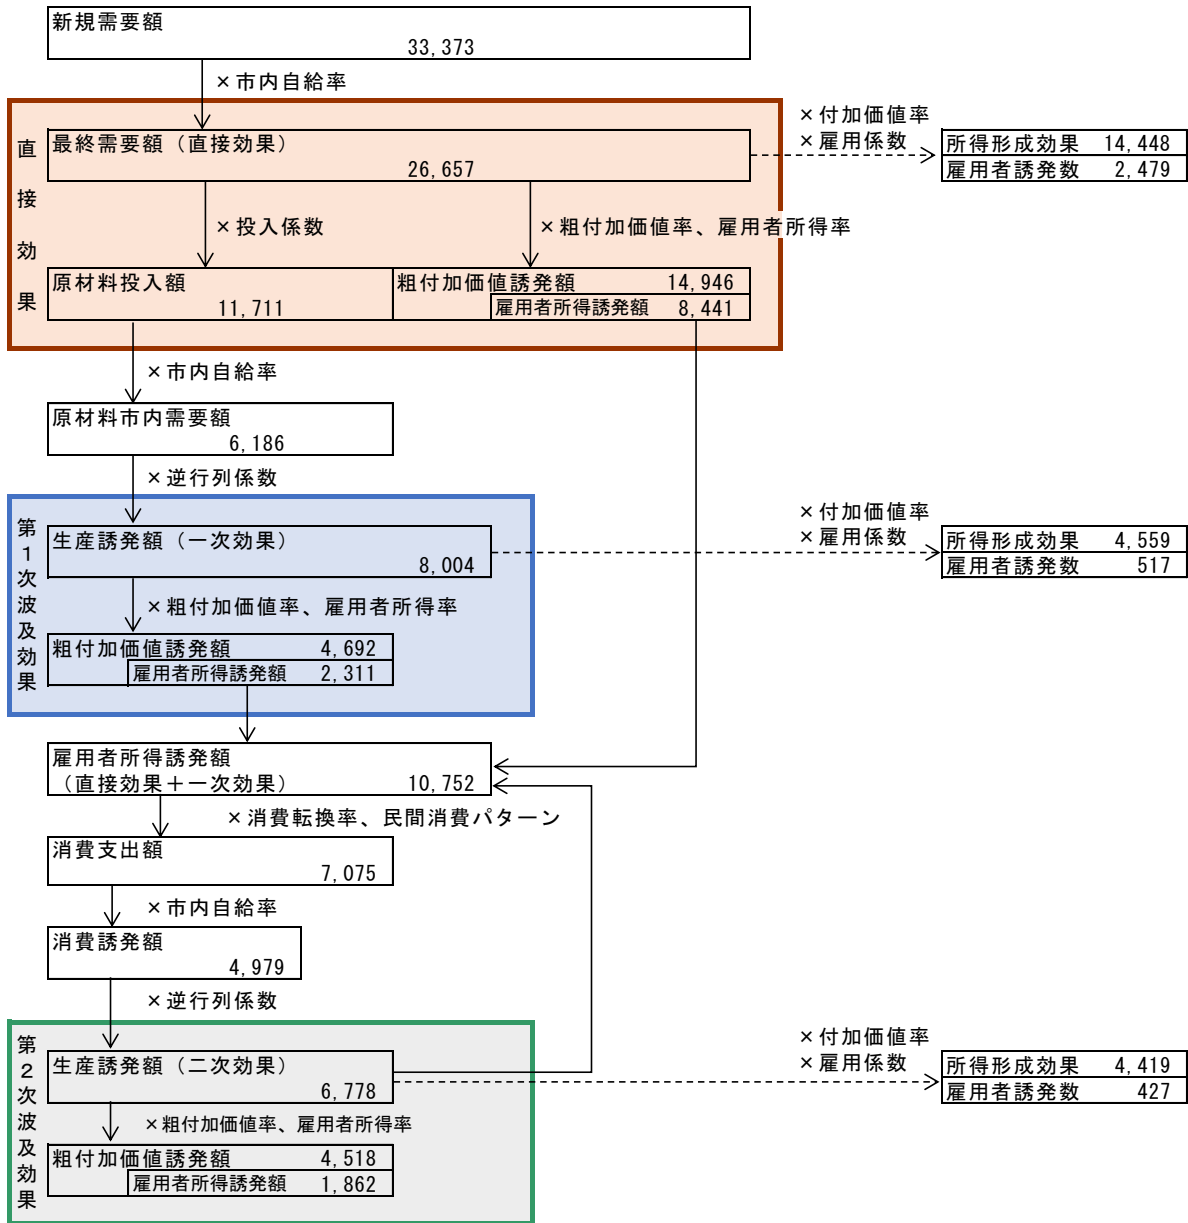 新規需要額
33,373
×市内自給率
直接効果
最終需要額（直接効果）
26,657
×付加価値率
×雇用係数
所得形成効果 14,448
雇用者誘発数 2,479
×投入係数
×粗付加価値率、雇用者所得率
原材料投入額
11,711
粗付加価値誘発額 14,946
雇用者所得誘発額 8,441
×市内自給率
原材料市内需要額
6,186
×逆行列係数
第1次波及効果
生産誘発額（一次効果）
8,004
×付加価値率
×雇用係数
所得形成効果 4,559
雇用者誘発数 517
×粗付加価値率、雇用者所得率
粗付加価値誘発額 4,692
雇用者所得誘発額 2,311
雇用者所得誘発額
（直接効果＋一次効果） 10,752
×消費転換率、民間消費パターン
消費支出額
7,075
×市内自給率
消費誘発額
4,979
×逆行列係数
第2次波及効果
生産誘発額（二次効果）
6,778
×付加価値率
×雇用係数
所得形成効果 4,419
雇用者誘発数 427
×粗付加価値率、雇用者所得率
粗付加価値誘発額 4,518
雇用者所得誘発額 1,862